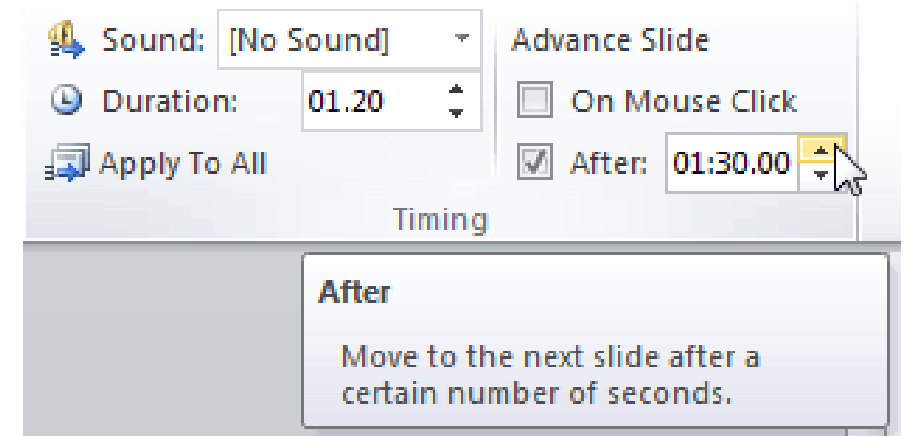 Sound: [No Sound]
Duration: 01.20
Apply To All
Advance Slide
On Mouse Click
After: 01:30.00
Timing
After
Move to the next slide after a
certain number of seconds.